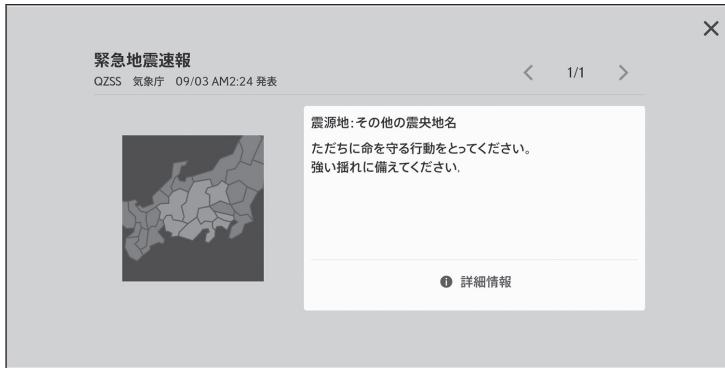 緊急地震速報
QZSS 気象庁 09/03 AM2:24 発表
1/1
震源地:その他の震央地名
ただちに命を守る行動をとってください。
強い揺れに備えてください.
詳細情報